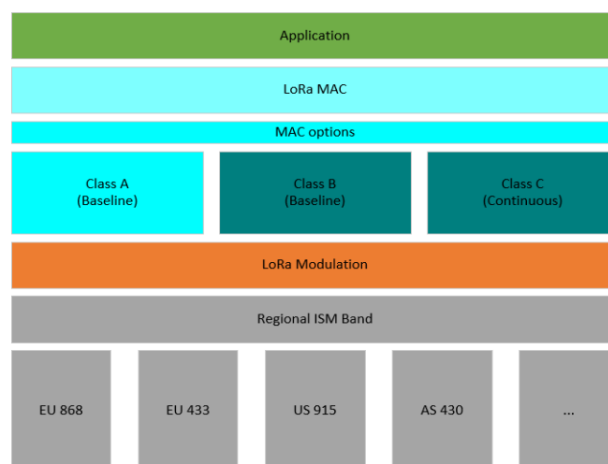 Application
LoRa MAC
MAC options
Class A
(Baseline)
Class B
(Baseline)
Class C
(Continuous)
LoRa Modulation
Regional ISM Band
EU 868
EU 433
US 915
AS 430
...